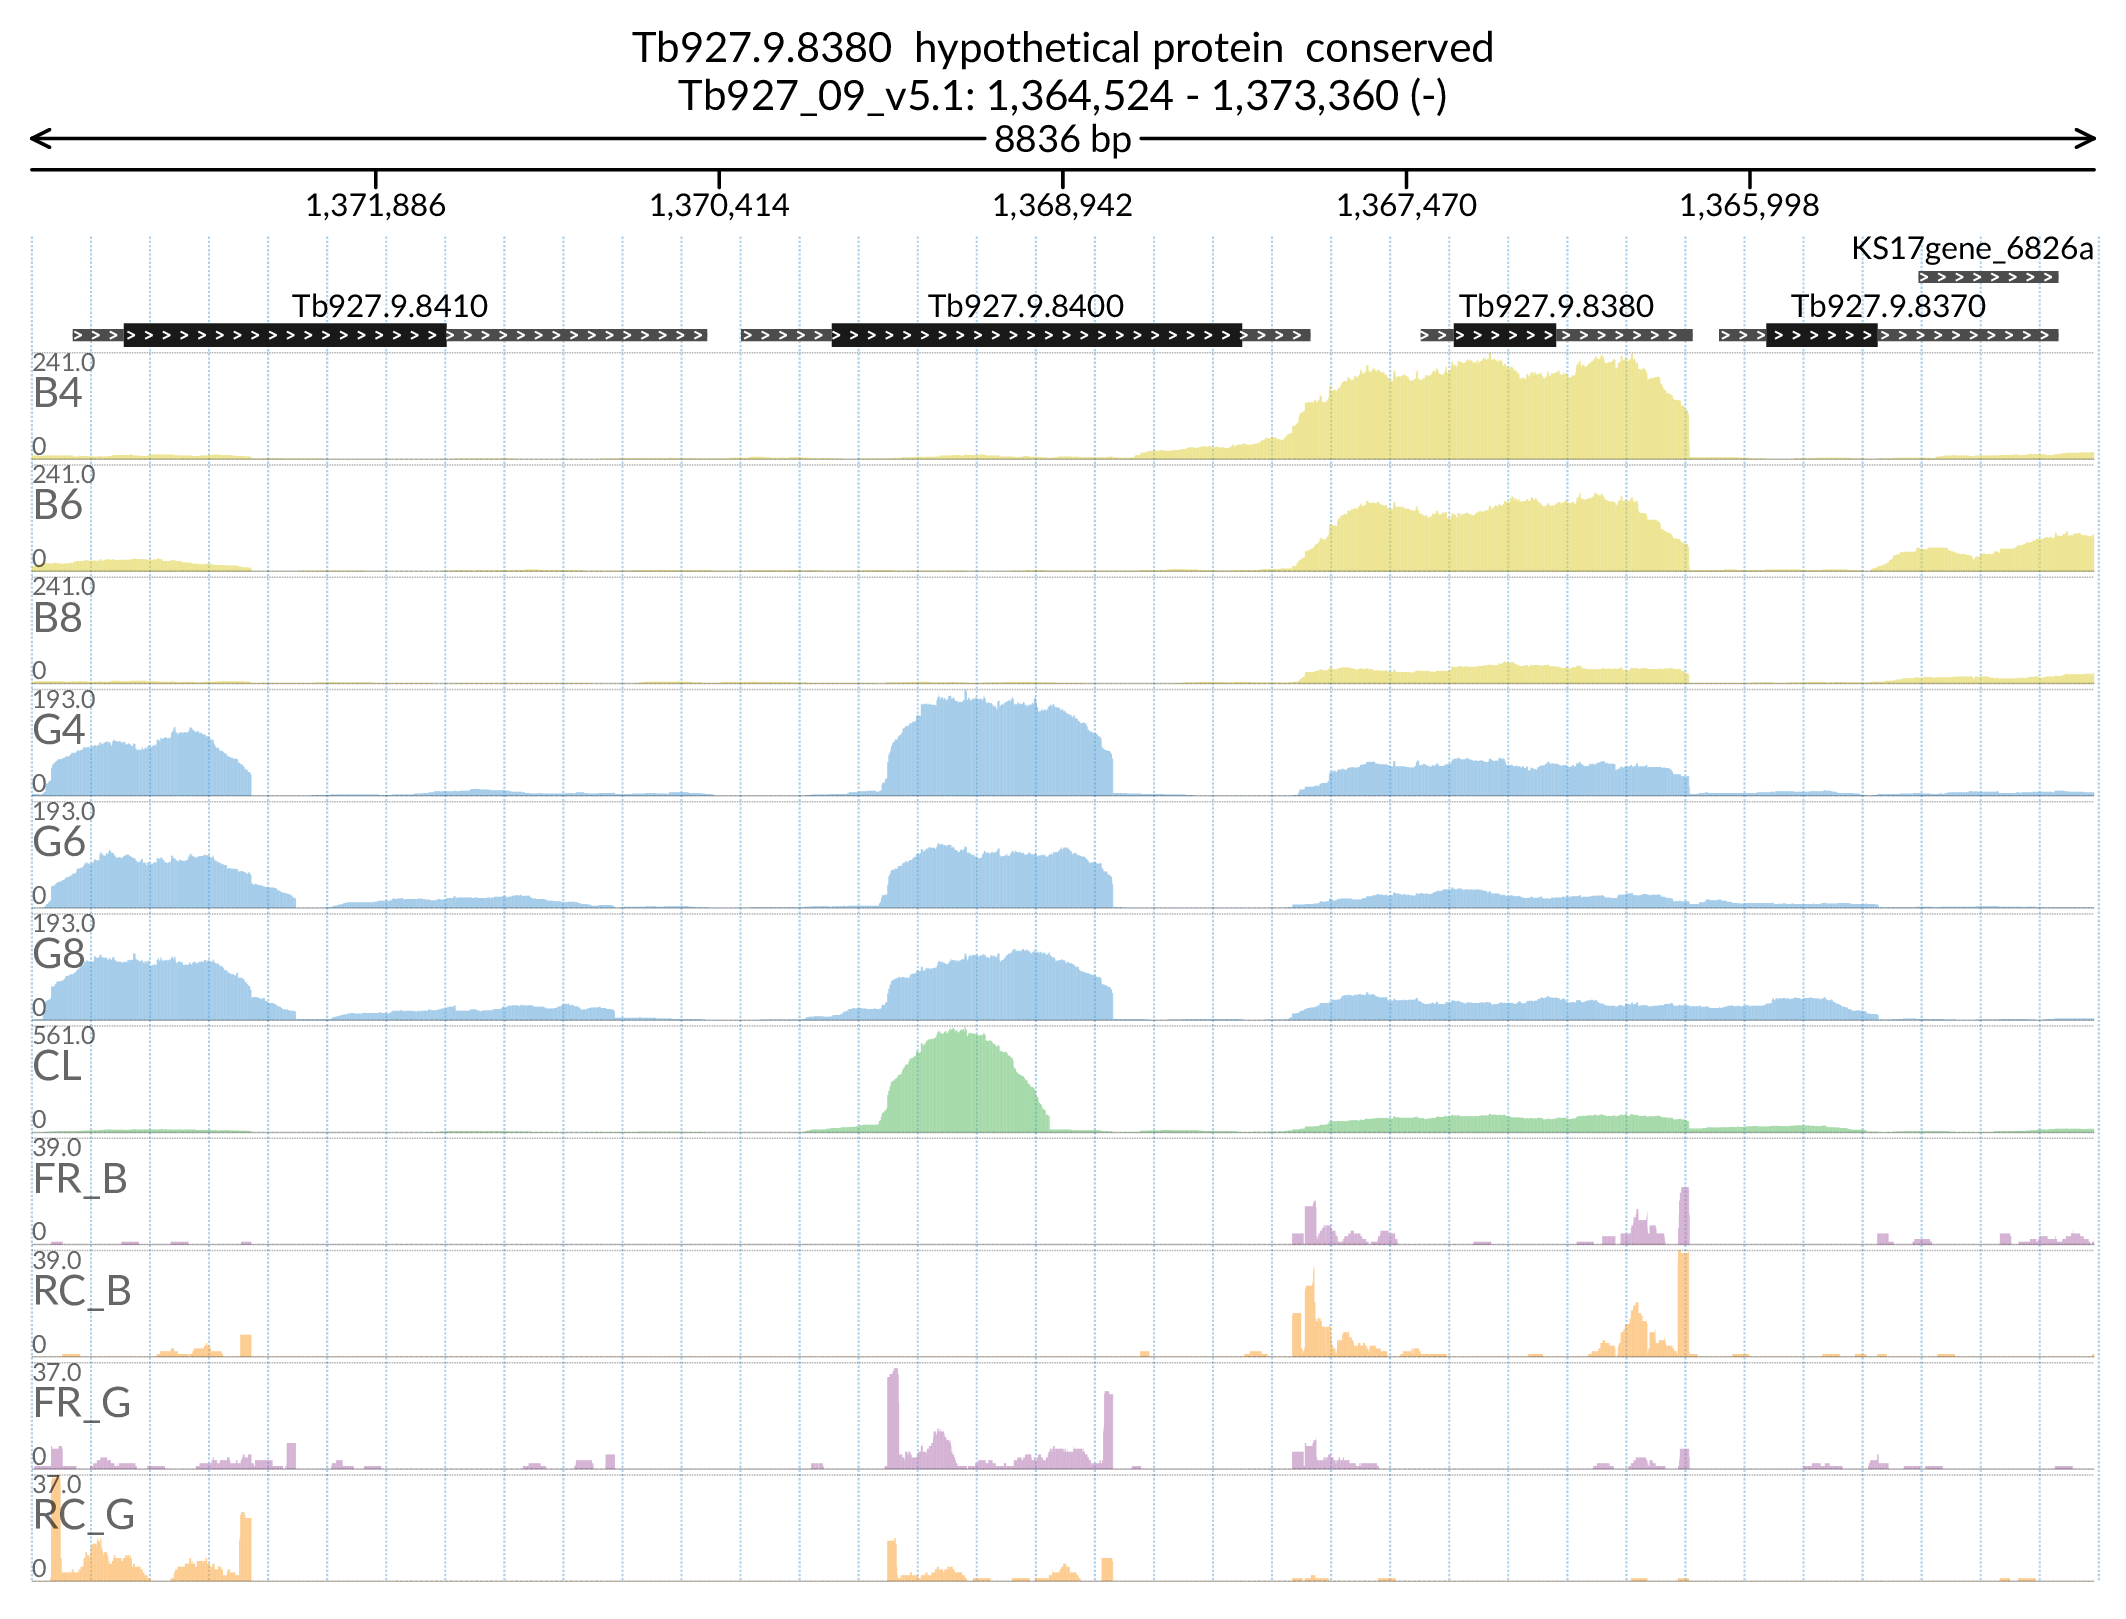 Tb927.9.8380  hypothetical protein  conserved
Tb927_09_v5.1: 1,364,524 - 1,373,360 (-)
8836 bp
1,371,886 1,370,414 1,368,942 1,367,470 1,365,998
KS17gene_6826a
Tb927.9.8410 Tb927.9.8400 Tb927.9.8380 Tb927.9.8370
241.0
B4
0
241.0
B6
0
241.0
B8
0
193.0
G4
0
193.0
G6
0
193.0
G8
0
561.0
CL
0
39.0
FR_B
0
39.0
RC_B
0
37.0
FR_G
0
37.0
RC_G
0